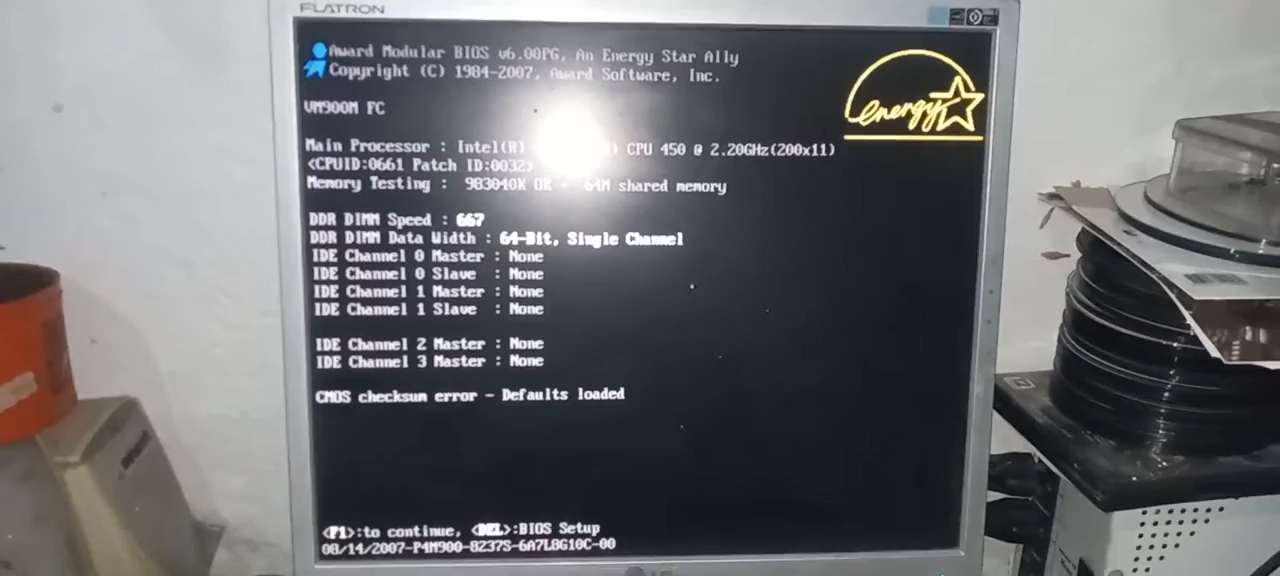 FLATRON
Award Modular BIOS v6.00PG, An Energy Star Ally
Copyright (C) 1984-2007, Award Software, Inc.
energy
VM900M FC
Main Processor : Intel(R) CPU 450 @ 2.20GHz(200x11)
<CPUID:0661 Patch ID:0032>
Memory Testing : 983040K OK + 64M shared memory
DDR DIMM Speed : 667
DDR DIMM Data Width : 64-Bit, Single Channel
IDE Channel 0 Master : None
IDE Channel 0 Slave : None
IDE Channel 1 Master : None
IDE Channel 1 Slave : None
IDE Channel 2 Master : None
IDE Channel 3 Master : None
CMOS checksum error - Defaults loaded
<F1>:to continue, <DEL>:BIOS Setup
08/14/2007-P4M900-8237S-6A7L8G10C-00